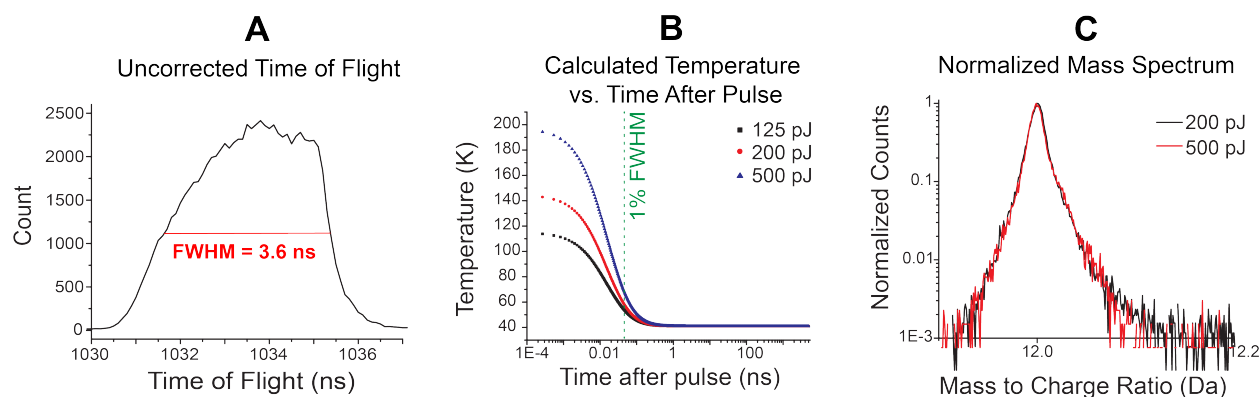 A
Uncorrected Time of Flight
2500
2000
1500
1000
500
0
Count
FWHM = 3.6 ns
1030
1032
1034
1036
Time of Flight (ns)
B
Calculated Temperature
vs. Time After Pulse
200
180
160
140
120
100
80
60
40
Temperature (K)
1% FWHM
125 pJ
200 pJ
500 pJ
1E-4
0.01
1
100
Time after pulse (ns)
C
Normalized Mass Spectrum
1
0.1
0.01
1E-3
Normalized Counts
200 pJ
500 pJ
12.0
12.2
Mass to Charge Ratio (Da)